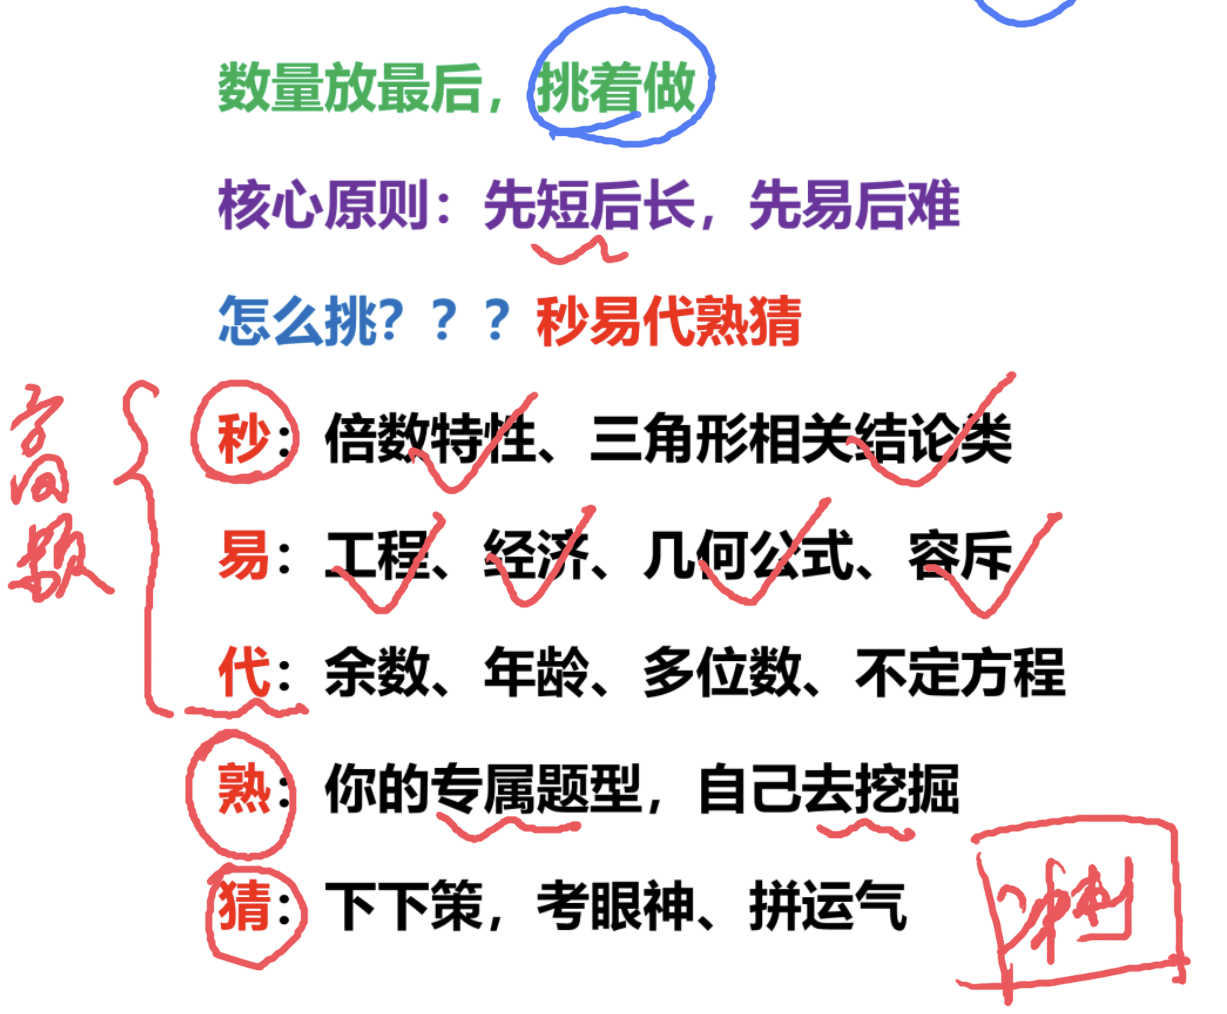 数量放最后，挑着做
核心原则：先短后长，先易后难
怎么挑？？？秒易代熟猜
高
频
秒：倍数特性、三角形相关结论类
易：工程、经济、几何公式、容斥
代：余数、年龄、多位数、不定方程
熟：你的专属题型，自己去挖掘
猜：下下策，考眼神、拼运气
冲刺